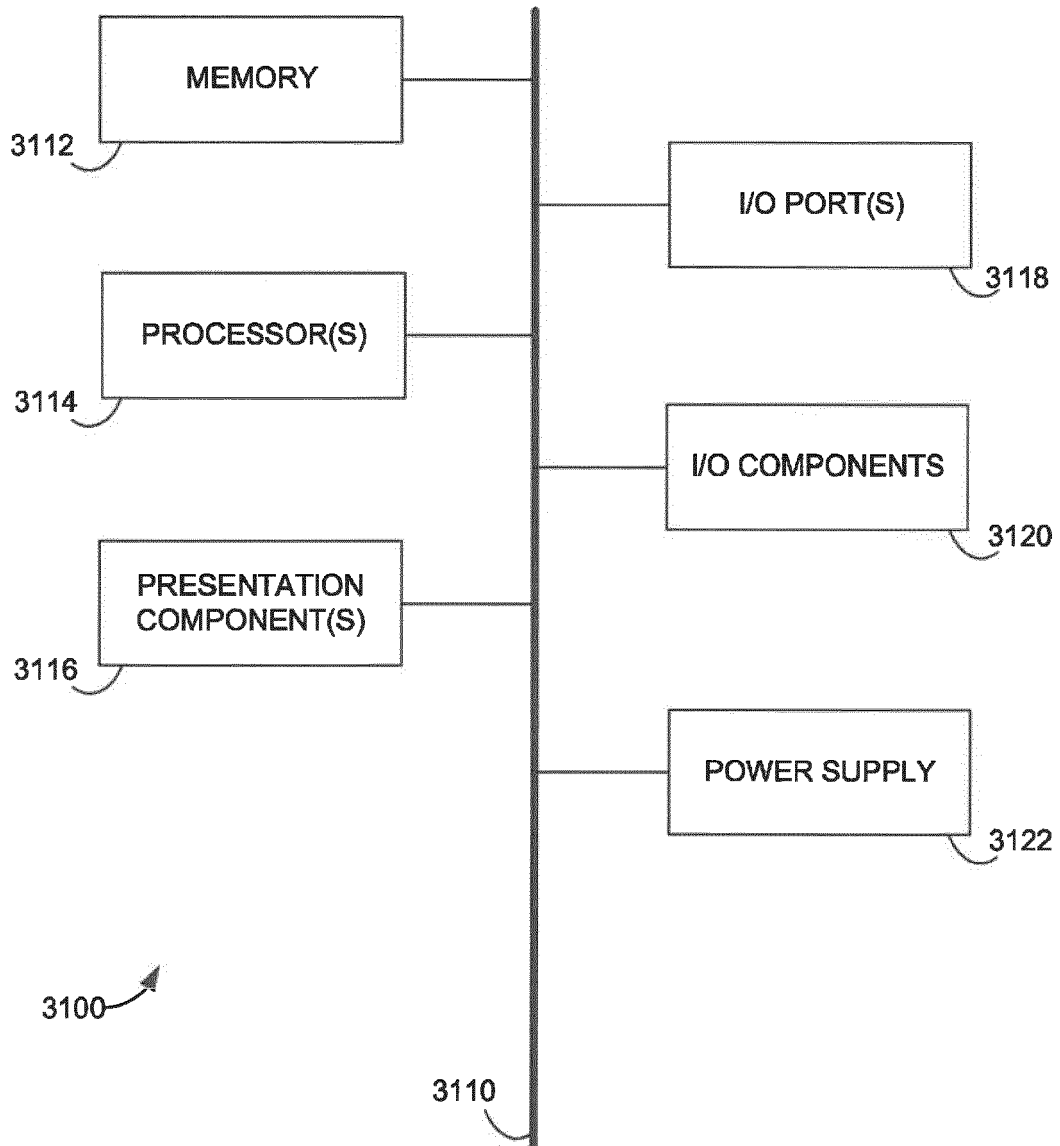 MEMORY
3112
I/O PORT(S)
3118
PROCESSOR(S)
3114
I/O COMPONENTS
3120
PRESENTATION
COMPONENT(S)
3116
POWER SUPPLY
3122
3100
3110